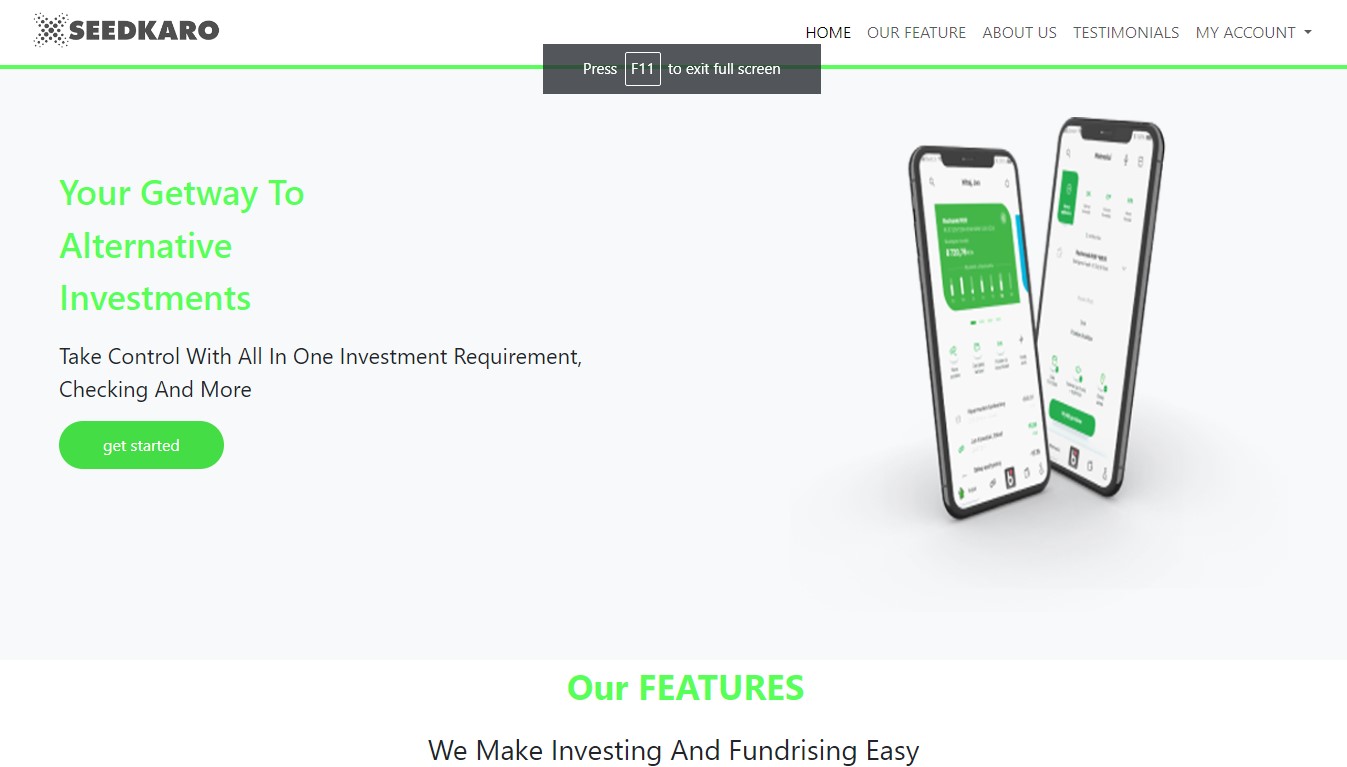 SEEDKARO
HOME OUR FEATURE ABOUT US TESTIMONIALS MY ACCOUNT
Press F11 to exit full screen
Your Getway To
Alternative
Investments
Take Control With All In One Investment Requirement,
Checking And More
get started
Our FEATURES
We Make Investing And Fundrising Easy